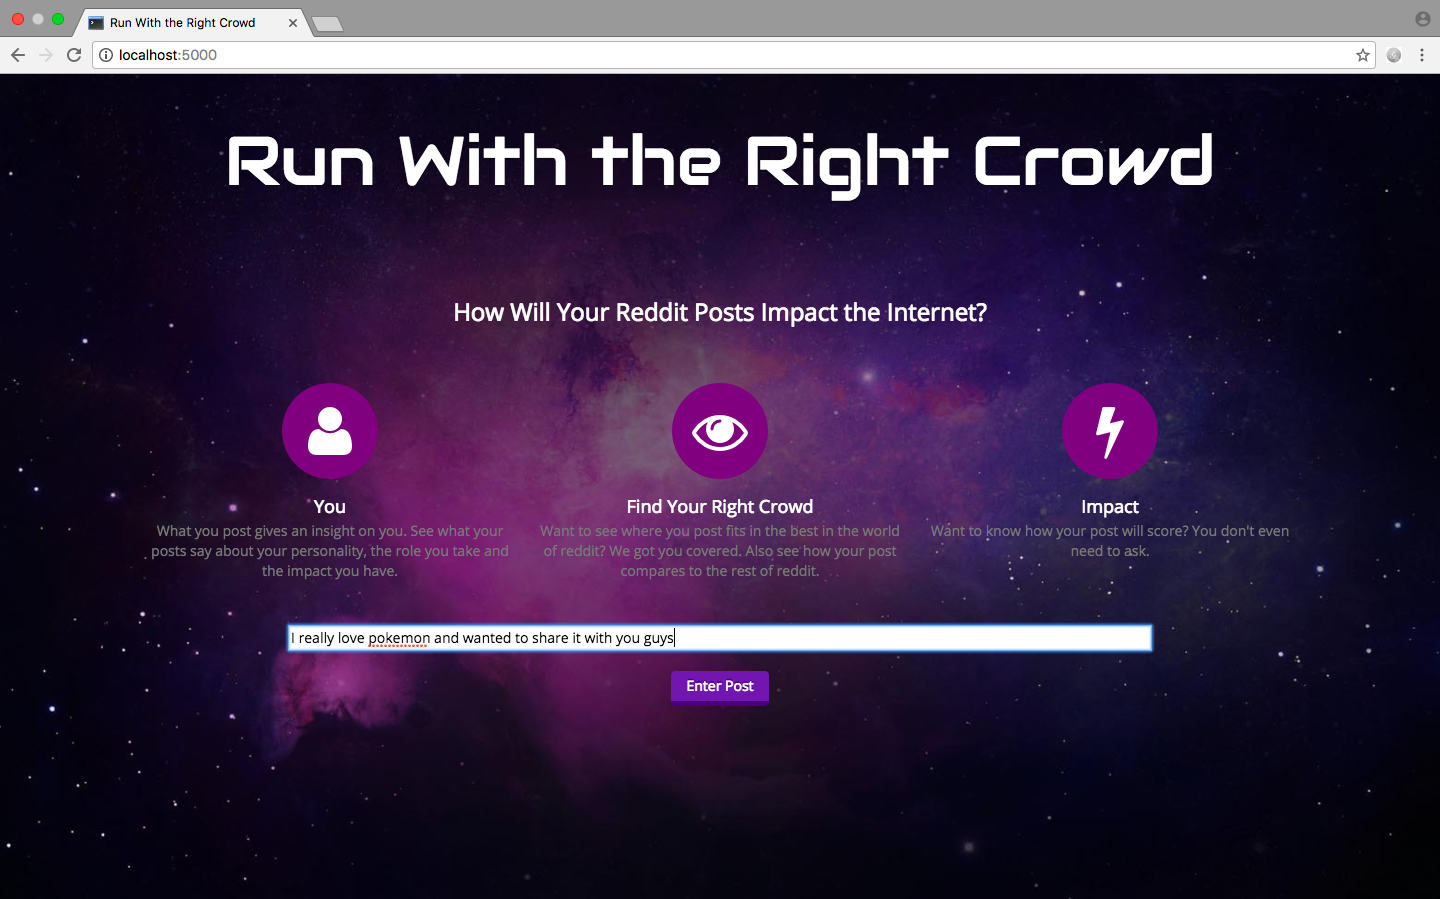 Run With the Right Crowd
localhost:5000
Run With the Right Crowd
How Will Your Reddit Posts Impact the Internet?
You
What you post gives an insight on you. See what your
posts say about your personality, the role you take and
the impact you have.
Find Your Right Crowd
Want to see where you post fits in the best in the world
of reddit? We got you covered. Also see how your post
compares to the rest of reddit.
Impact
Want to know how your post will score? You don't even
need to ask.
I really love pokemon and wanted to share it with you guys
Enter Post